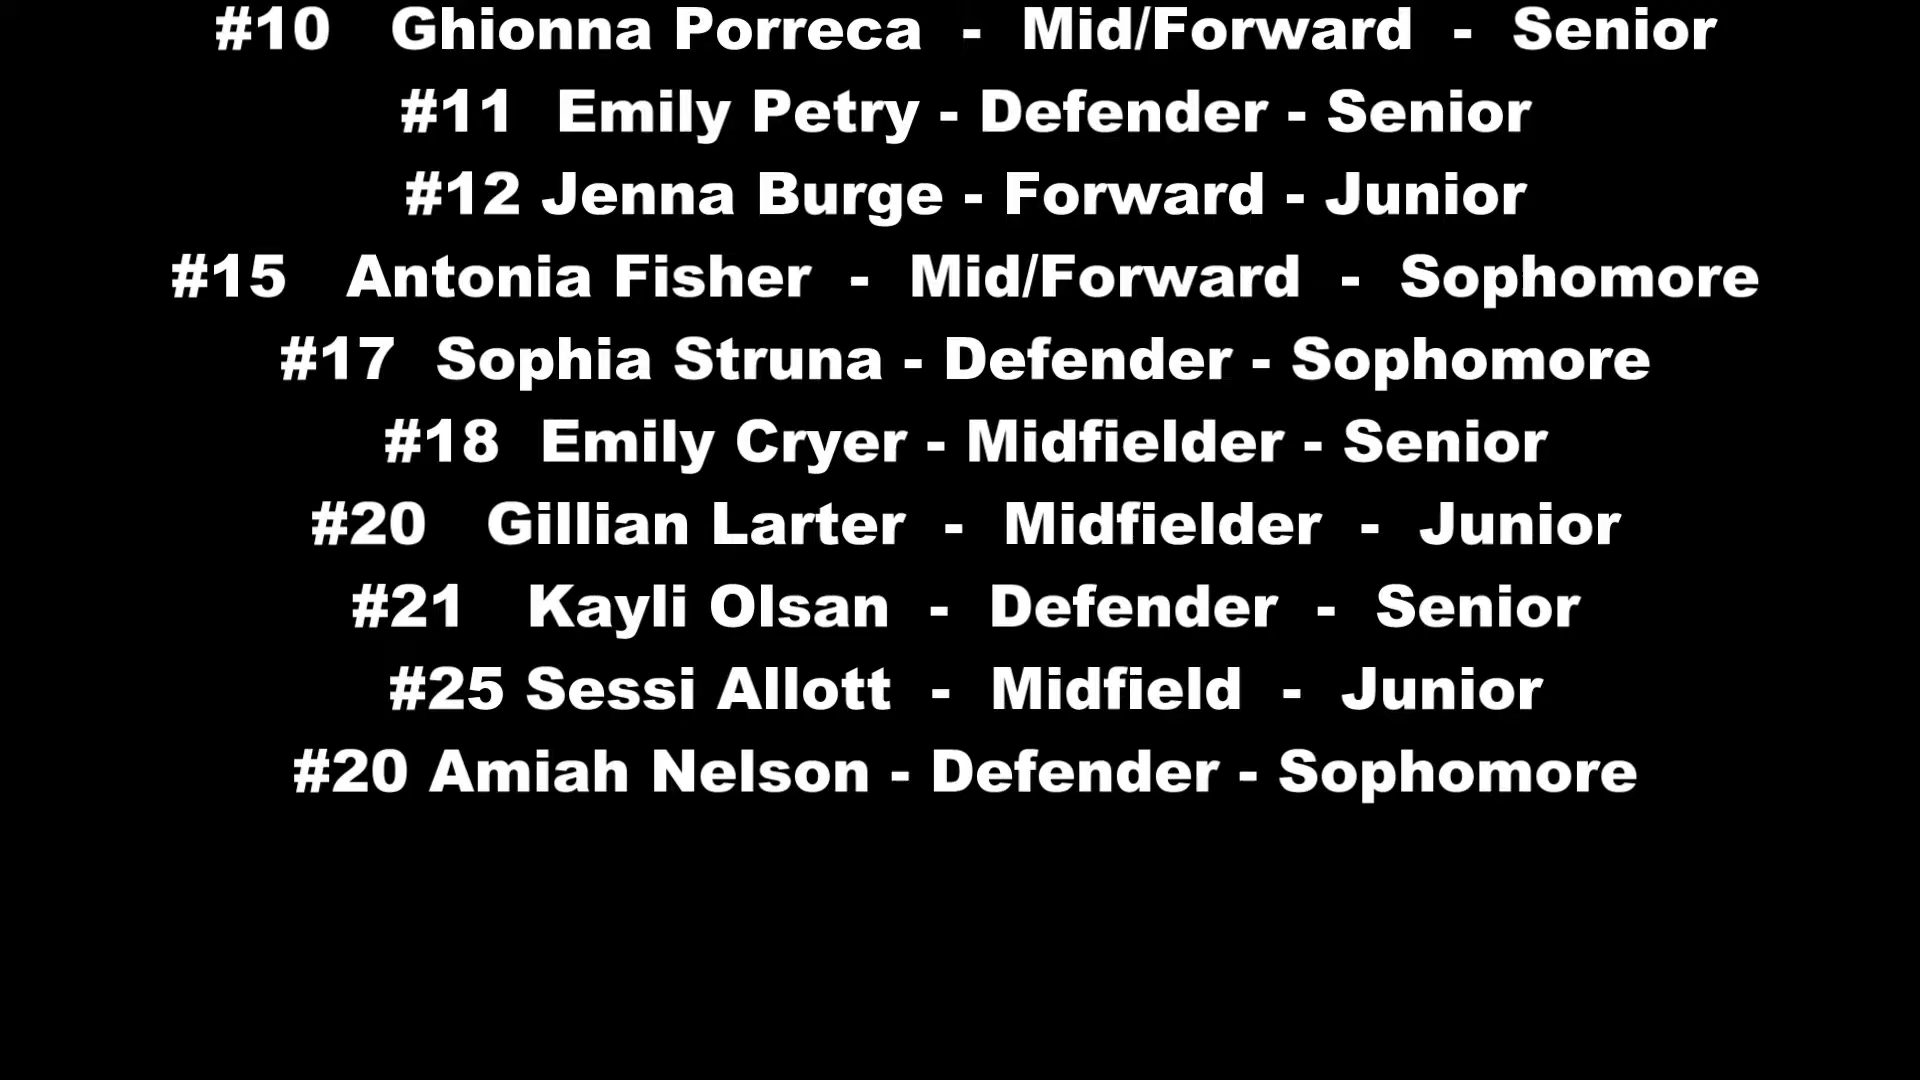 #10 Ghionna Porreca - Mid/Forward - Senior
#11 Emily Petry - Defender - Senior
#12 Jenna Burge - Forward - Junior
#15 Antonia Fisher - Mid/Forward - Sophomore
#17 Sophia Struna - Defender - Sophomore
#18 Emily Cryer - Midfielder - Senior
#20 Gillian Larter - Midfielder - Junior
#21 Kayli Olsan - Defender - Senior
#25 Sessi Allott - Midfield - Junior
#20 Amiah Nelson - Defender - Sophomore